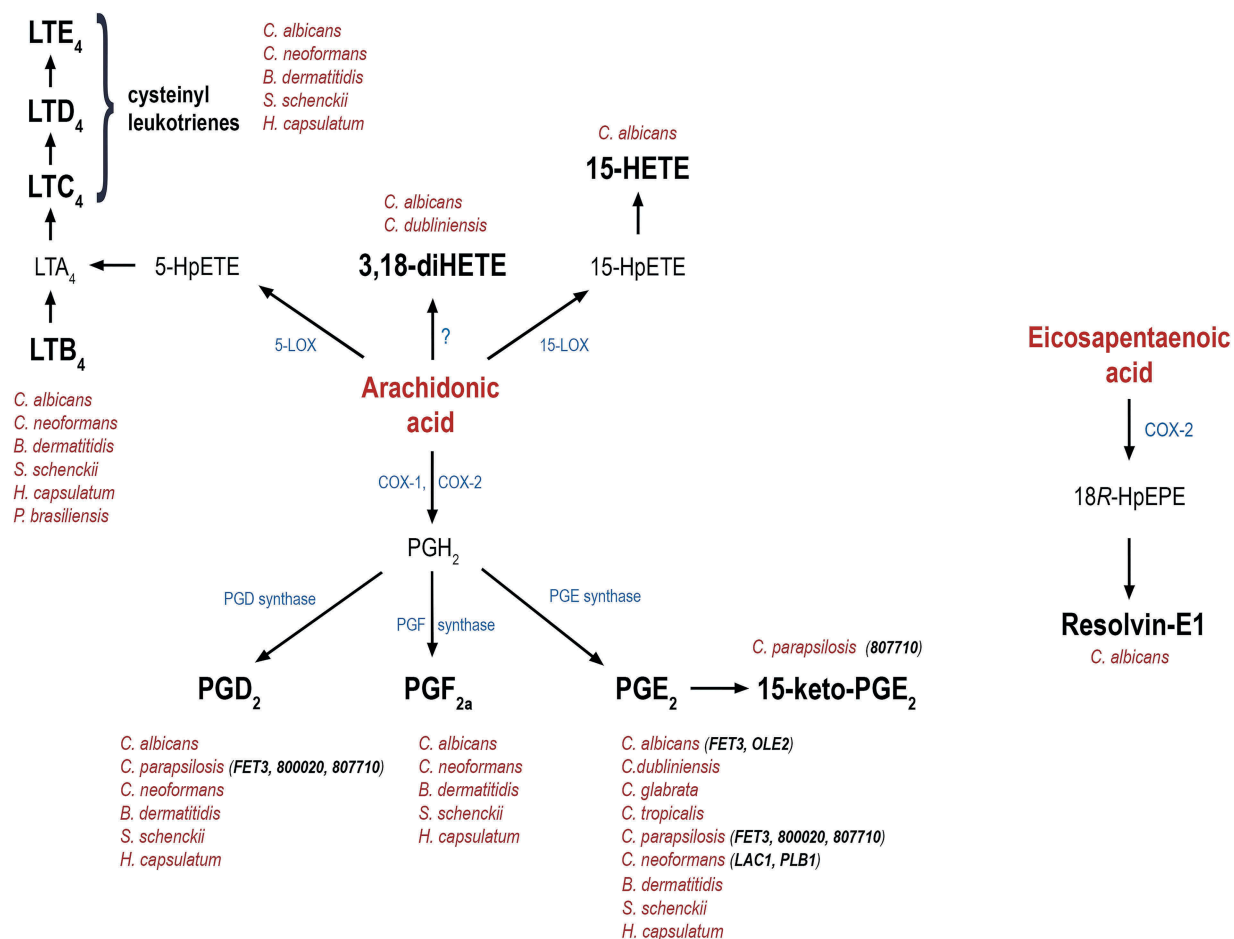 LTE4
LTD4
LTC4
cysteinyl
leukotrienes
C. albicans
C. neoformans
B. dermatitidis
S. schenckii
H. capsulatum
C. albicans
15-HETE
C. albicans
C. dubliniensis
LTA4
5-HpETE
3,18-diHETE
15-HpETE
LTB4
5-LOX
?
15-LOX
C. albicans
C. neoformans
B. dermatitidis
S. schenckii
H. capsulatum
P. brasiliensis
Arachidonic
acid
COX-1, COX-2
PGH2
PGD synthase
PGF synthase
PGE synthase
PGD2
C. albicans
C. parapsilosis (FET3, 800020, 807710)
C. neoformans
B. dermatitidis
S. schenckii
H. capsulatum
PGF2a
C. albicans
C. neoformans
B. dermatitidis
S. schenckii
H. capsulatum
PGE2
C. albicans (FET3, OLE2)
C.dubliniensis
C. glabrata
C. tropicalis
C. parapsilosis (FET3, 800020, 807710)
C. neoformans (LAC1, PLB1)
B. dermatitidis
S. schenckii
H. capsulatum
C. parapsilosis (807710)
15-keto-PGE2
Eicosapentaenoic
acid
COX-2
18R-HpEPE
Resolvin-E1
C. albicans